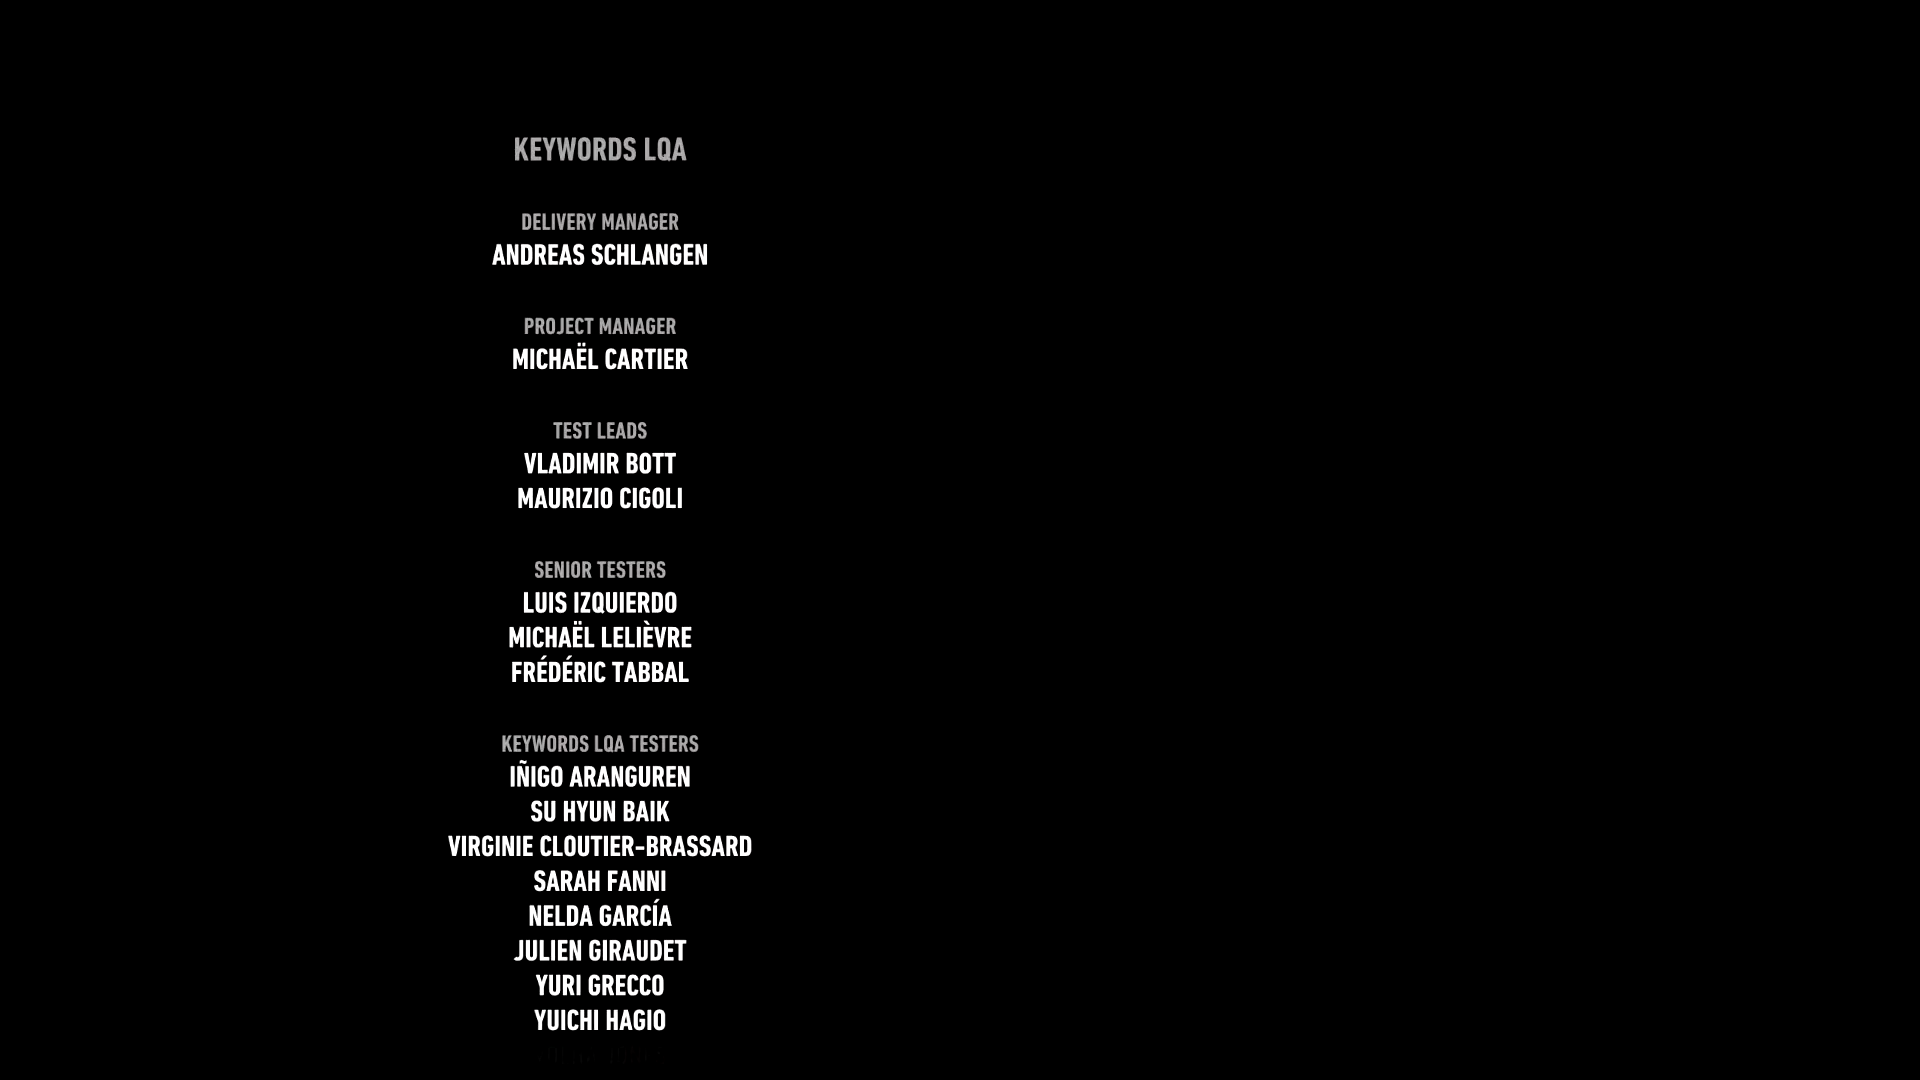 KEYWORDS LQA
DELIVERY MANAGER
ANDREAS SCHLANGEN
PROJECT MANAGER
MICHAËL CARTIER
TEST LEADS
VLADIMIR BOTT
MAURIZIO CIGOLI
SENIOR TESTERS
LUIS IZQUIERDO
MICHAËL LELIÈVRE
FRÉDÉRIC TABBAL
KEYWORDS LQA TESTERS
IÑIGO ARANGUREN
SU HYUN BAIK
VIRGINIE CLOUTIER-BRASSARD
SARAH FANNI
NELDA GARCÍA
JULIEN GIRAUDET
YURI GRECCO
YUICHI HAGIO